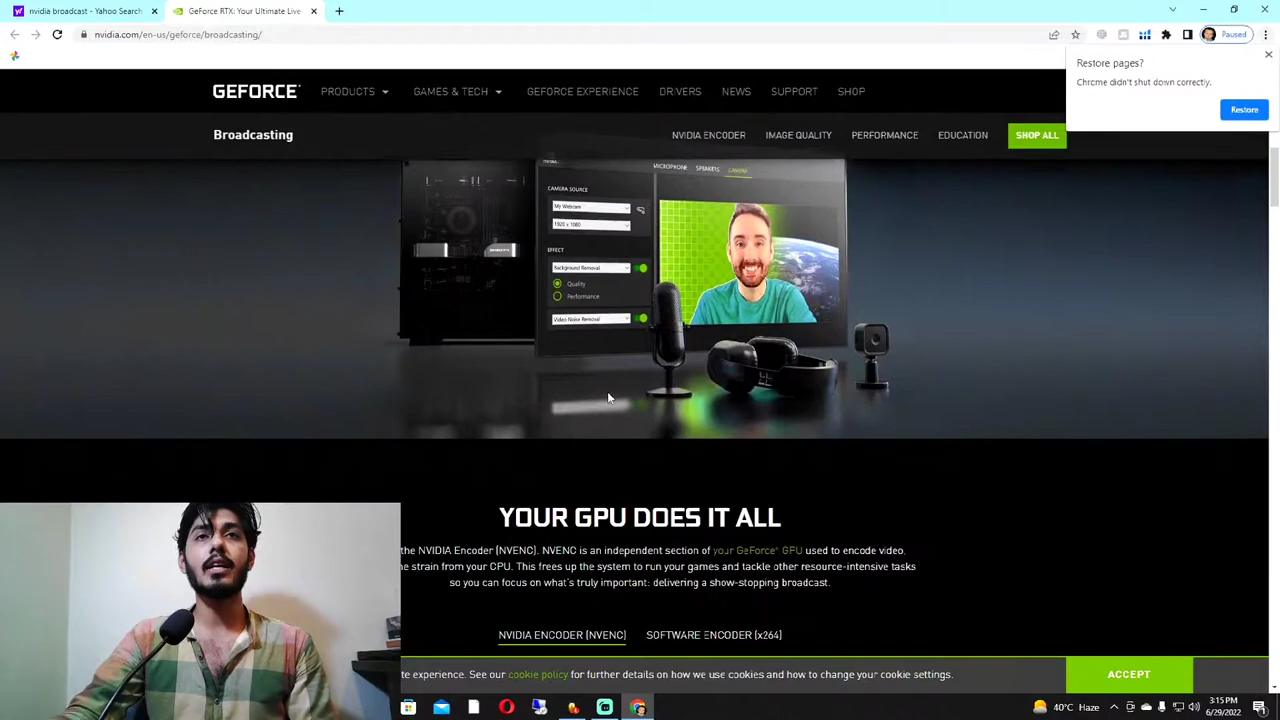 nvidia broadcast - Yahoo Search
GeForce RTX: Your Ultimate Live
nvidia.com/en-us/geforce/broadcasting/
Paused
Restore pages?
Chrome didn't shut down correctly.
Restore
GEFORCE
PRODUCTS
GAMES & TECH
GEFORCE EXPERIENCE
DRIVERS
NEWS
SUPPORT
SHOP
Broadcasting
NVIDIA ENCODER
IMAGE QUALITY
PERFORMANCE
EDUCATION
SHOP ALL
MICROPHONE SPEAKERS CAMERA
CAMERA SOURCE
My Webcam
1920 x 1080
EFFECT
Background Removal
Quality
Performance
Video Noise Removal
YOUR GPU DOES IT ALL
the NVIDIA Encoder (NVENC). NVENC is an independent section of your GeForce® GPU used to encode video,
e strain from your CPU. This frees up the system to run your games and tackle other resource-intensive tasks
so you can focus on what's truly important: delivering a show-stopping broadcast.
NVIDIA ENCODER (NVENC)
SOFTWARE ENCODER (x264)
te experience. See our cookie policy for further details on how we use cookies and how to change your cookie settings.
ACCEPT
40°C Haze
3:15 PM
6/29/2022